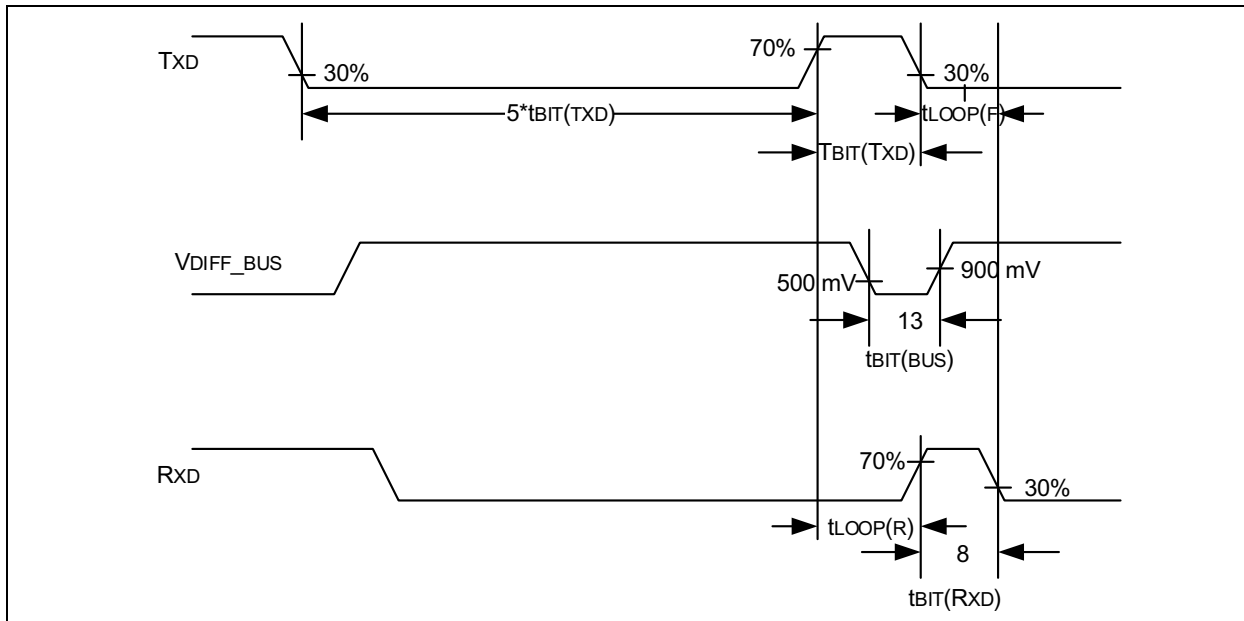 TXD
30%
70%
30%
5*tBIT(TXD)
tLOOP(F)
TBIT(TXD)
VDIFF_BUS
500 mV
900 mV
13
tBIT(BUS)
RXD
70%
30%
tLOOP(R)
8
tBIT(RXD)